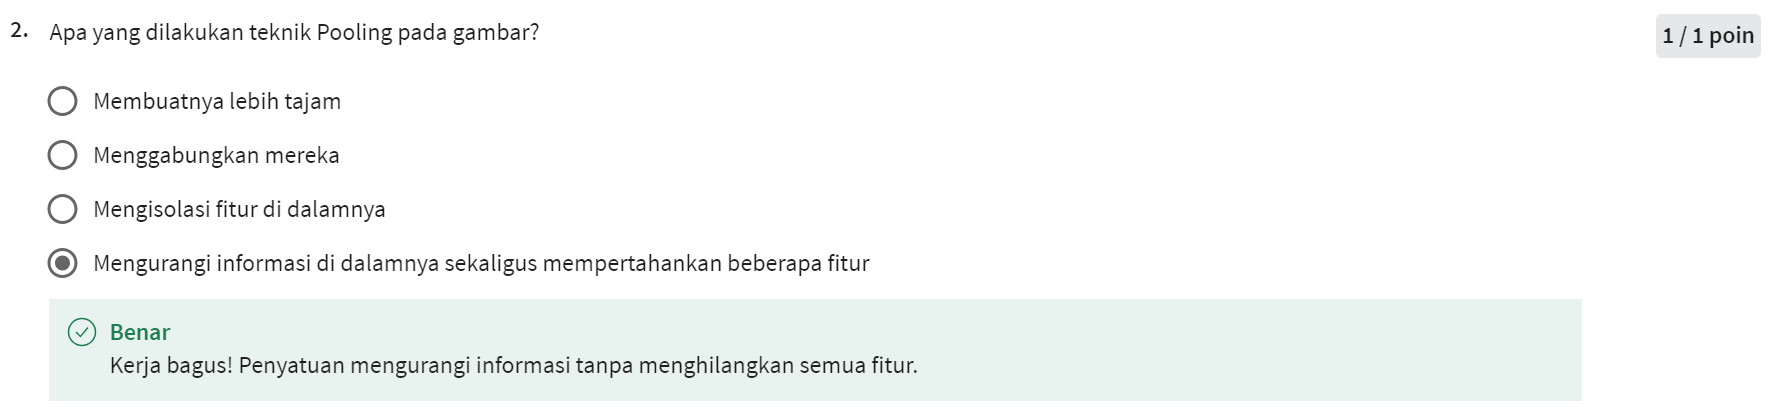 2. Apa yang dilakukan teknik Pooling pada gambar?
1 / 1 poin
Membuatnya lebih tajam
Menggabungkan mereka
Mengisolasi fitur di dalamnya
Mengurangi informasi di dalamnya sekaligus mempertahankan beberapa fitur
Benar
Kerja bagus! Penyatuan mengurangi informasi tanpa menghilangkan semua fitur.